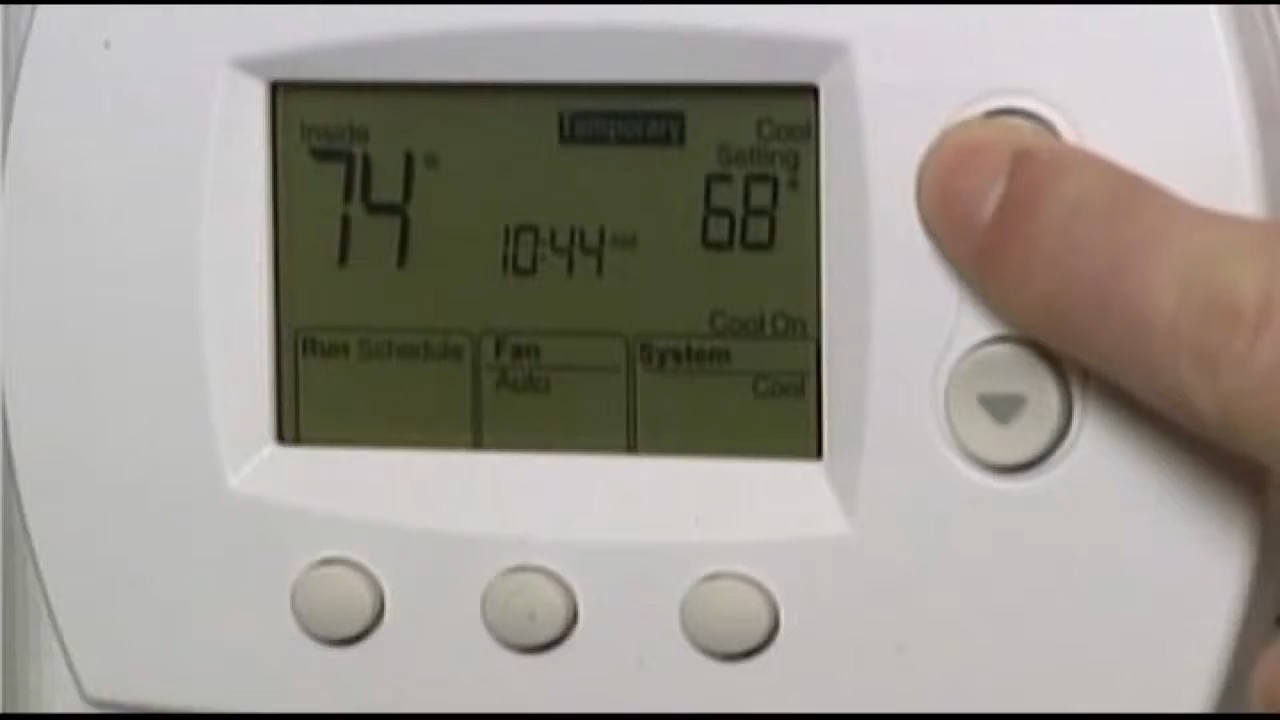 Inside
Temporary
Cool
Setting
74°
68°
10:44 AM
Cool On
Run Schedule
Fan
System
Auto
Cool